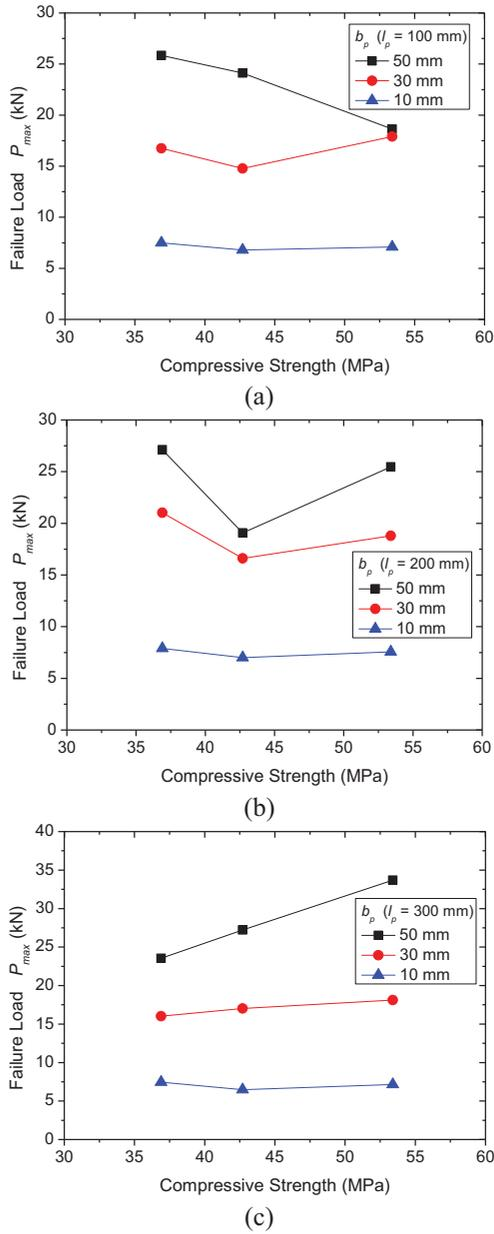 30
25
20
15
10
5
0
Failure Load P_max (kN)
b_p (l_p = 100 mm)
50 mm
30 mm
10 mm
30 35 40 45 50 55 60
Compressive Strength (MPa)
(a)
30
25
20
15
10
5
0
Failure Load P_max (kN)
b_p (l_p = 200 mm)
50 mm
30 mm
10 mm
30 35 40 45 50 55 60
Compressive Strength (MPa)
(b)
40
35
30
25
20
15
10
5
0
Failure Load P_max (kN)
b_p (l_p = 300 mm)
50 mm
30 mm
10 mm
30 35 40 45 50 55 60
Compressive Strength (MPa)
(c)